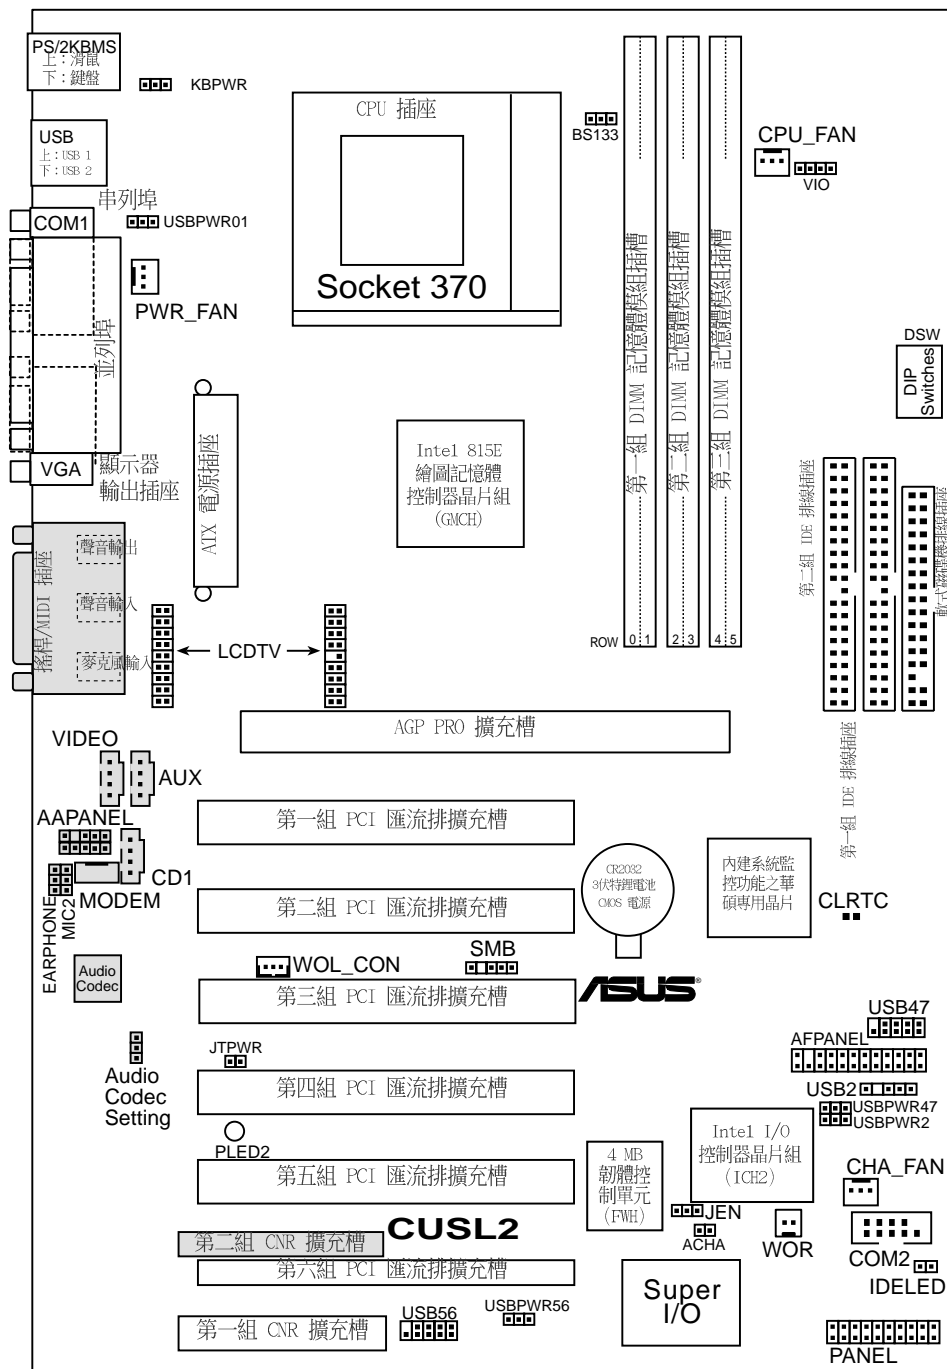 PS/2KBMS
上：滑鼠
下：鍵盤
KBPWR
CPU 插座
Socket 370
BS133
CPU_FAN
VIO
USB
上：USB 1
下：USB 2
串列埠
COM1
USBPWR01
PWR_FAN
並列埠
DSW
DIP
Switches
第一組 DIMM 記憶體模組插槽
第二組 DIMM 記憶體模組插槽
第三組 DIMM 記憶體模組插槽
ROW
0 1
2 3
4 5
VGA
顯示器
輸出插座
ATX 電源插座
Intel 815E
繪圖記憶體
控制器晶片組
(GMCH)
第二組 IDE 排線插座
第一組 IDE 排線插座
軟式磁碟機排線插座
搖桿/MIDI 插座
聲音輸出
聲音輸入
麥克風輸入
LCDTV
AGP PRO 擴充槽
VIDEO
AUX
AAPANEL
CD1
MODEM
EARPHONE
MIC2
第一組 PCI 匯流排擴充槽
第二組 PCI 匯流排擴充槽
CR2032
3伏特鋰電池
CMOS 電源
內建系統監
控功能之華
碩專用晶片
CLRTC
Audio
Codec
WOL_CON
SMB
第三組 PCI 匯流排擴充槽
ASUS®
USB47
AFPANEL
JTPWR
Audio
Codec
Setting
第四組 PCI 匯流排擴充槽
USB2
USBPWR47
USBPWR2
PLED2
第五組 PCI 匯流排擴充槽
4 MB
韌體控
制單元
(FWH)
Intel I/O
控制器晶片組
(ICH2)
CHA_FAN
JEN
ACHA
WOR
COM2
IDELED
第二組 CNR 擴充槽
CUSL2
第六組 PCI 匯流排擴充槽
Super
I/O
第一組 CNR 擴充槽
USB56
USBPWR56
PANEL